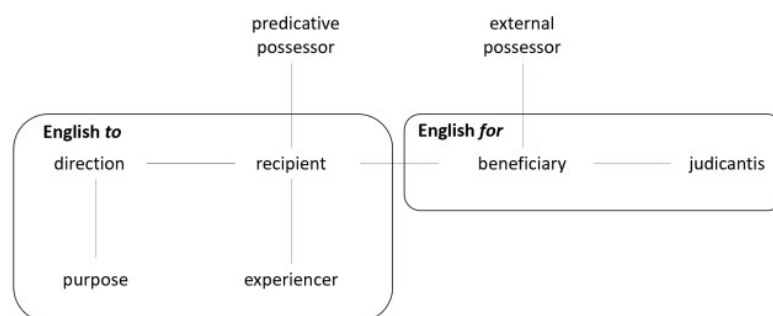 predicative
possessor
external
possessor
English to
English for
direction
recipient
beneficiary
judicantis
purpose
experiencer